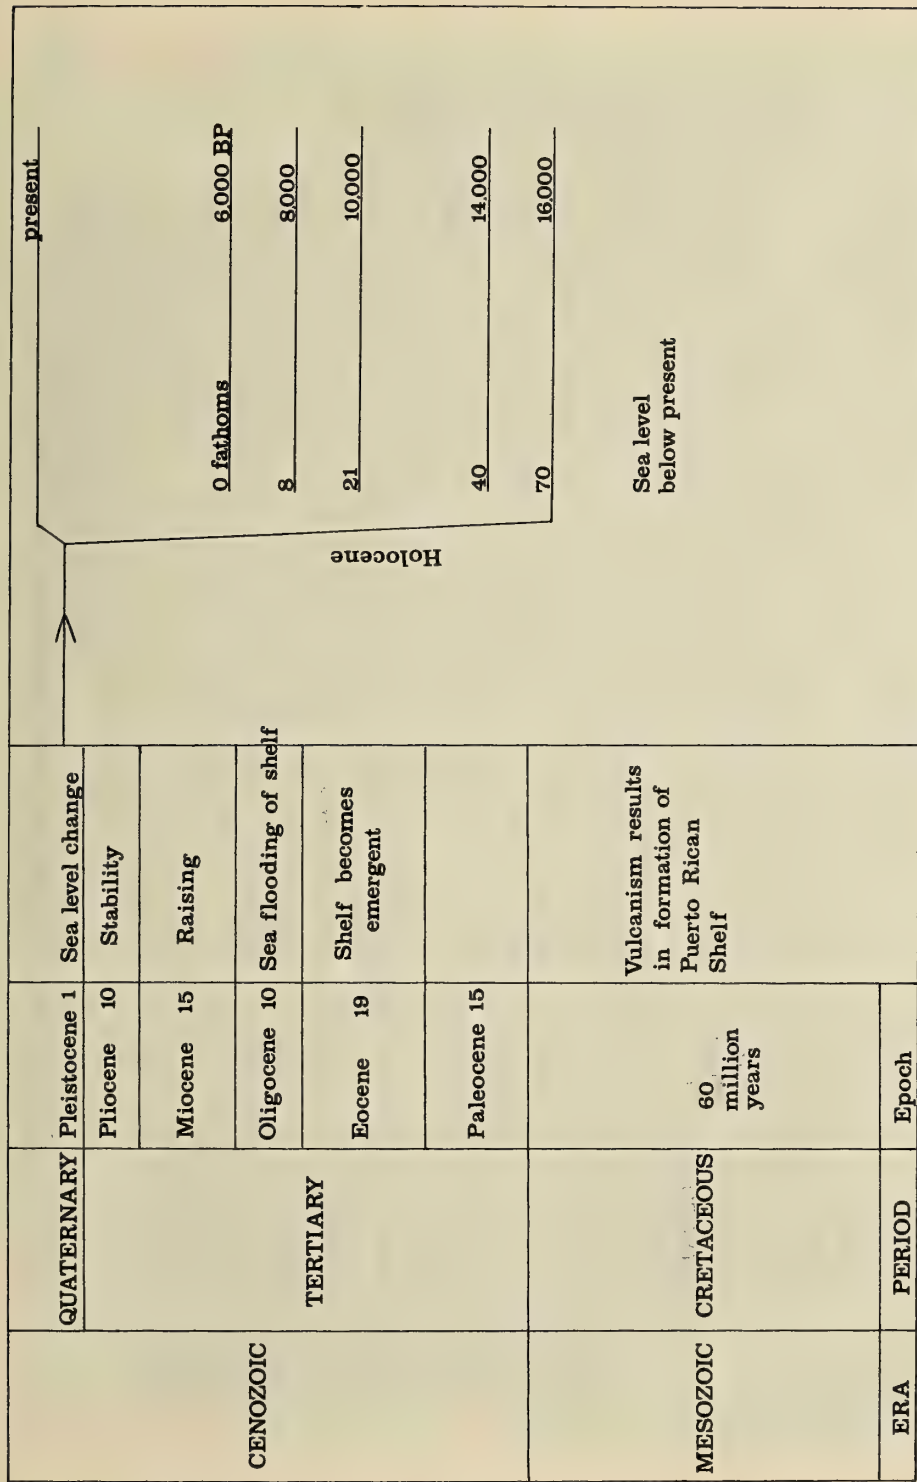 present
0 fathoms 6,000 BP
8 8,000
21 10,000
40 14,000
70 16,000
Holocene
Sea level
below present
CENOZOIC
QUATERNARY
Pleistocene 1
Sea level change
TERTIARY
Pliocene 10
Stability
Miocene 15
Raising
Oligocene 10
Sea flooding of shelf
Eocene 19
Shelf becomes
emergent
Paleocene 15
MESOZOIC
CRETACEOUS
60
million
years
Vulcanism results
in formation of
Puerto Rican
Shelf
ERA
PERIOD
Epoch